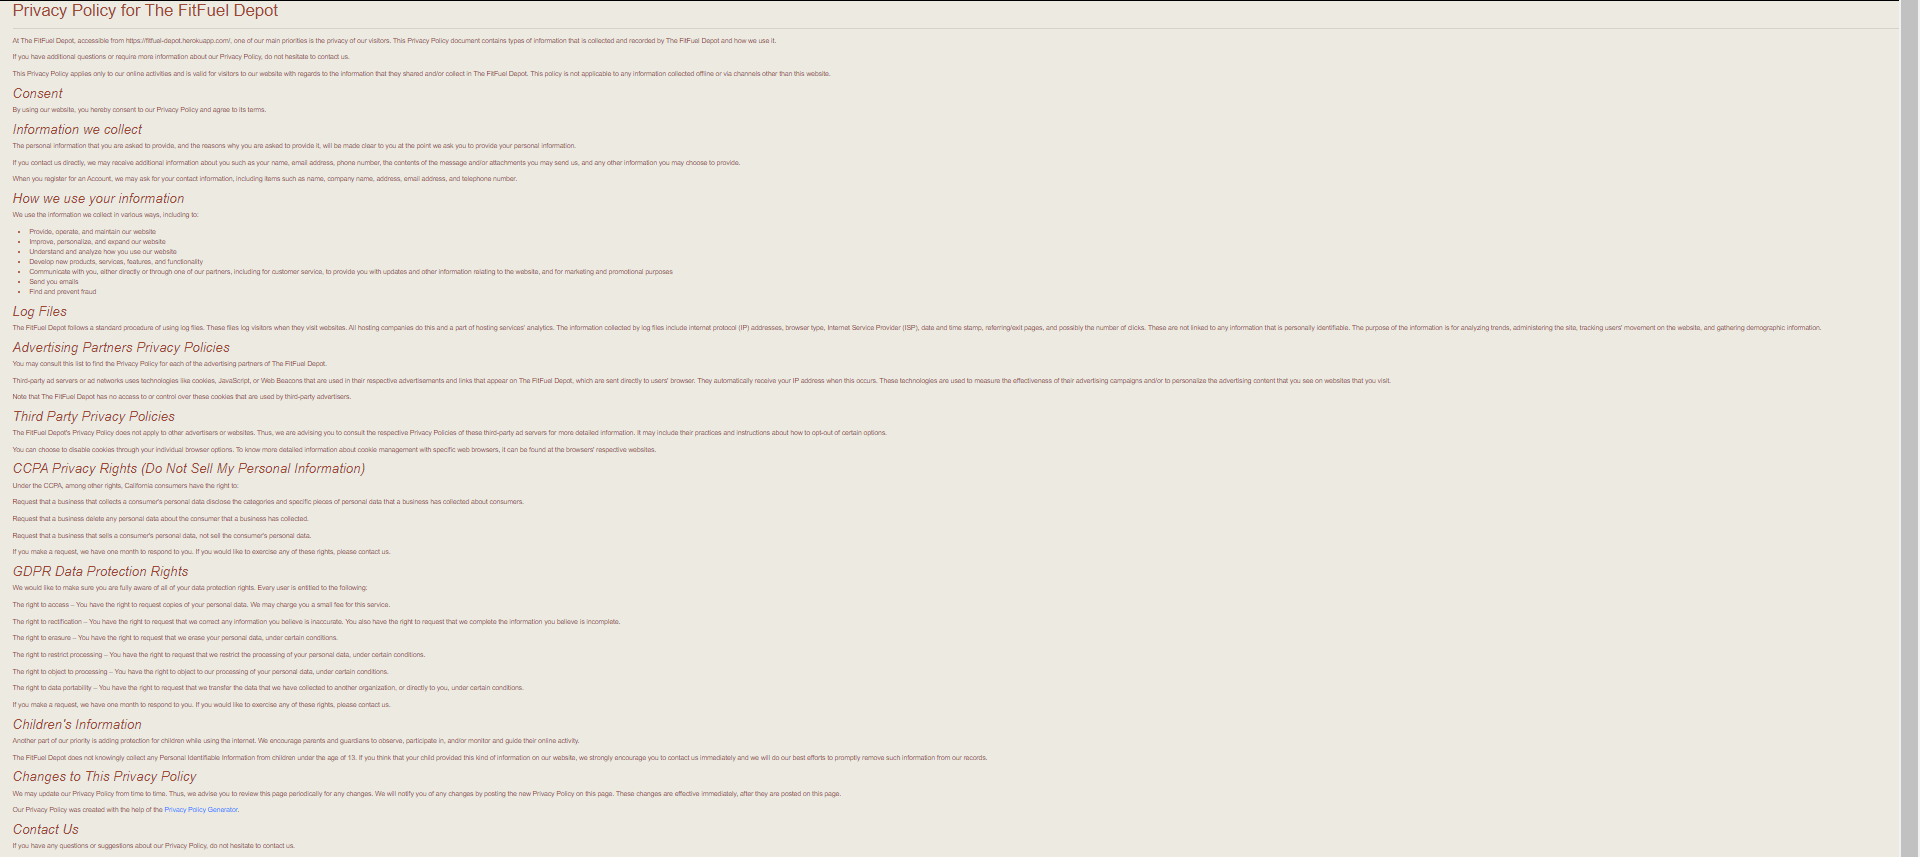 Privacy Policy for The FitFuel Depot
At The FitFuel Depot, accessible from https://fitfuel-depot.herokuapp.com/, one of our main priorities is the privacy of our visitors. This Privacy Policy document contains types of information that is collected and recorded by The FitFuel Depot and how we use it.
If you have additional questions or require more information about our Privacy Policy, do not hesitate to contact us.
This Privacy Policy applies only to our online activities and is valid for visitors to our website with regards to the information that they shared and/or collect in The FitFuel Depot. This policy is not applicable to any information collected offline or via channels other than this website.
Consent
By using our website, you hereby consent to our Privacy Policy and agree to its terms.
Information we collect
The personal information that you are asked to provide, and the reasons why you are asked to provide it, will be made clear to you at the point we ask you to provide your personal information.
If you contact us directly, we may receive additional information about you such as your name, email address, phone number, the contents of the message and/or attachments you may send us, and any other information you may choose to provide.
When you register for an Account, we may ask for your contact information, including items such as name, company name, address, email address, and telephone number.
How we use your information
We use the information we collect in various ways, including to:
• Provide, operate, and maintain our website
• Improve, personalize, and expand our website
• Understand and analyze how you use our website
• Develop new products, services, features, and functionality
• Communicate with you, either directly or through one of our partners, including for customer service, to provide you with updates and other information relating to the website, and for marketing and promotional purposes
• Send you emails
• Find and prevent fraud
Log Files
The FitFuel Depot follows a standard procedure of using log files. These files log visitors when they visit websites. All hosting companies do this and a part of hosting services' analytics. The information collected by log files include internet protocol (IP) addresses, browser type, Internet Service Provider (ISP), date and time stamp, referring/exit pages, and possibly the number of clicks. These are not linked to any information that is personally identifiable. The purpose of the information is for analyzing trends, administering the site, tracking users' movement on the website, and gathering demographic information.
Advertising Partners Privacy Policies
You may consult this list to find the Privacy Policy for each of the advertising partners of The FitFuel Depot.
Third-party ad servers or ad networks uses technologies like cookies, JavaScript, or Web Beacons that are used in their respective advertisements and links that appear on The FitFuel Depot, which are sent directly to users' browser. They automatically receive your IP address when this occurs. These technologies are used to measure the effectiveness of their advertising campaigns and/or to personalize the advertising content that you see on websites that you visit.
Note that The FitFuel Depot has no access to or control over these cookies that are used by third-party advertisers.
Third Party Privacy Policies
The FitFuel Depot's Privacy Policy does not apply to other advertisers or websites. Thus, we are advising you to consult the respective Privacy Policies of these third-party ad servers for more detailed information. It may include their practices and instructions about how to opt-out of certain options.
You can choose to disable cookies through your individual browser options. To know more detailed information about cookie management with specific web browsers, it can be found at the browsers' respective websites.
CCPA Privacy Rights (Do Not Sell My Personal Information)
Under the CCPA, among other rights, California consumers have the right to:
Request that a business that collects a consumer's personal data disclose the categories and specific pieces of personal data that a business has collected about consumers.
Request that a business delete any personal data about the consumer that a business has collected.
Request that a business that sells a consumer's personal data, not sell the consumer's personal data.
If you make a request, we have one month to respond to you. If you would like to exercise any of these rights, please contact us.
GDPR Data Protection Rights
We would like to make sure you are fully aware of all of your data protection rights. Every user is entitled to the following:
The right to access – You have the right to request copies of your personal data. We may charge you a small fee for this service.
The right to rectification – You have the right to request that we correct any information you believe is inaccurate. You also have the right to request that we complete the information you believe is incomplete.
The right to erasure – You have the right to request that we erase your personal data, under certain conditions.
The right to restrict processing – You have the right to request that we restrict the processing of your personal data, under certain conditions.
The right to object to processing – You have the right to object to our processing of your personal data, under certain conditions.
The right to data portability – You have the right to request that we transfer the data that we have collected to another organization, or directly to you, under certain conditions.
If you make a request, we have one month to respond to you. If you would like to exercise any of these rights, please contact us.
Children's Information
Another part of our priority is adding protection for children while using the internet. We encourage parents and guardians to observe, participate in, and/or monitor and guide their online activity.
The FitFuel Depot does not knowingly collect any Personal Identifiable Information from children under the age of 13. If you think that your child provided this kind of information on our website, we strongly encourage you to contact us immediately and we will do our best efforts to promptly remove such information from our records.
Changes to This Privacy Policy
We may update our Privacy Policy from time to time. Thus, we advise you to review this page periodically for any changes. We will notify you of any changes by posting the new Privacy Policy on this page. These changes are effective immediately, after they are posted on this page.
Our Privacy Policy was created with the help of the Privacy Policy Generator.
Contact Us
If you have any questions or suggestions about our Privacy Policy, do not hesitate to contact us.